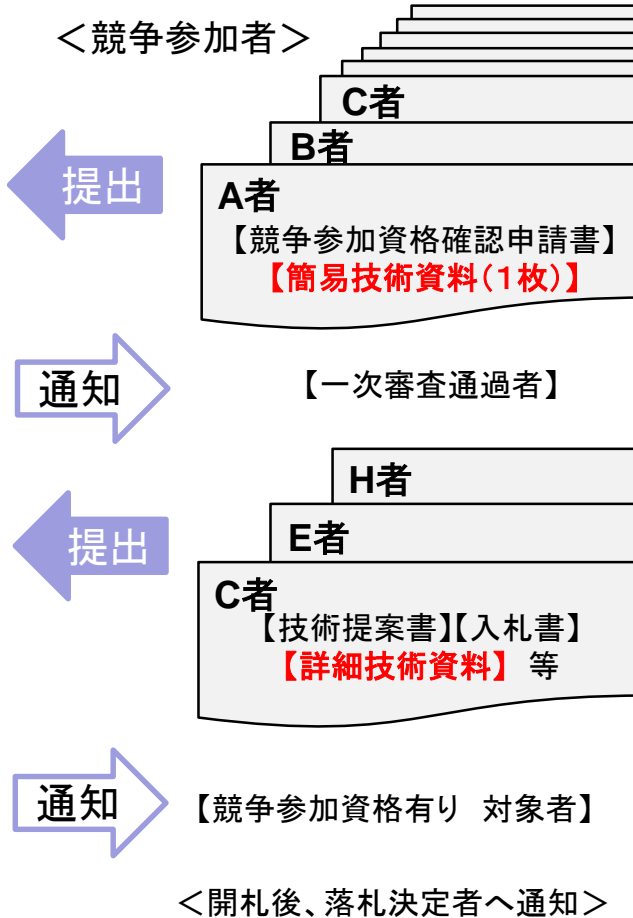 ＜競争参加者＞
C者
B者
提出
A者
【競争参加資格確認申請書】
【簡易技術資料（１枚）】
通知
【一次審査通過者】
H者
E者
提出
C者
【技術提案書】【入札書】
【詳細技術資料】 等
通知
【競争参加資格有り　対象者】
＜開札後、落札決定者へ通知＞